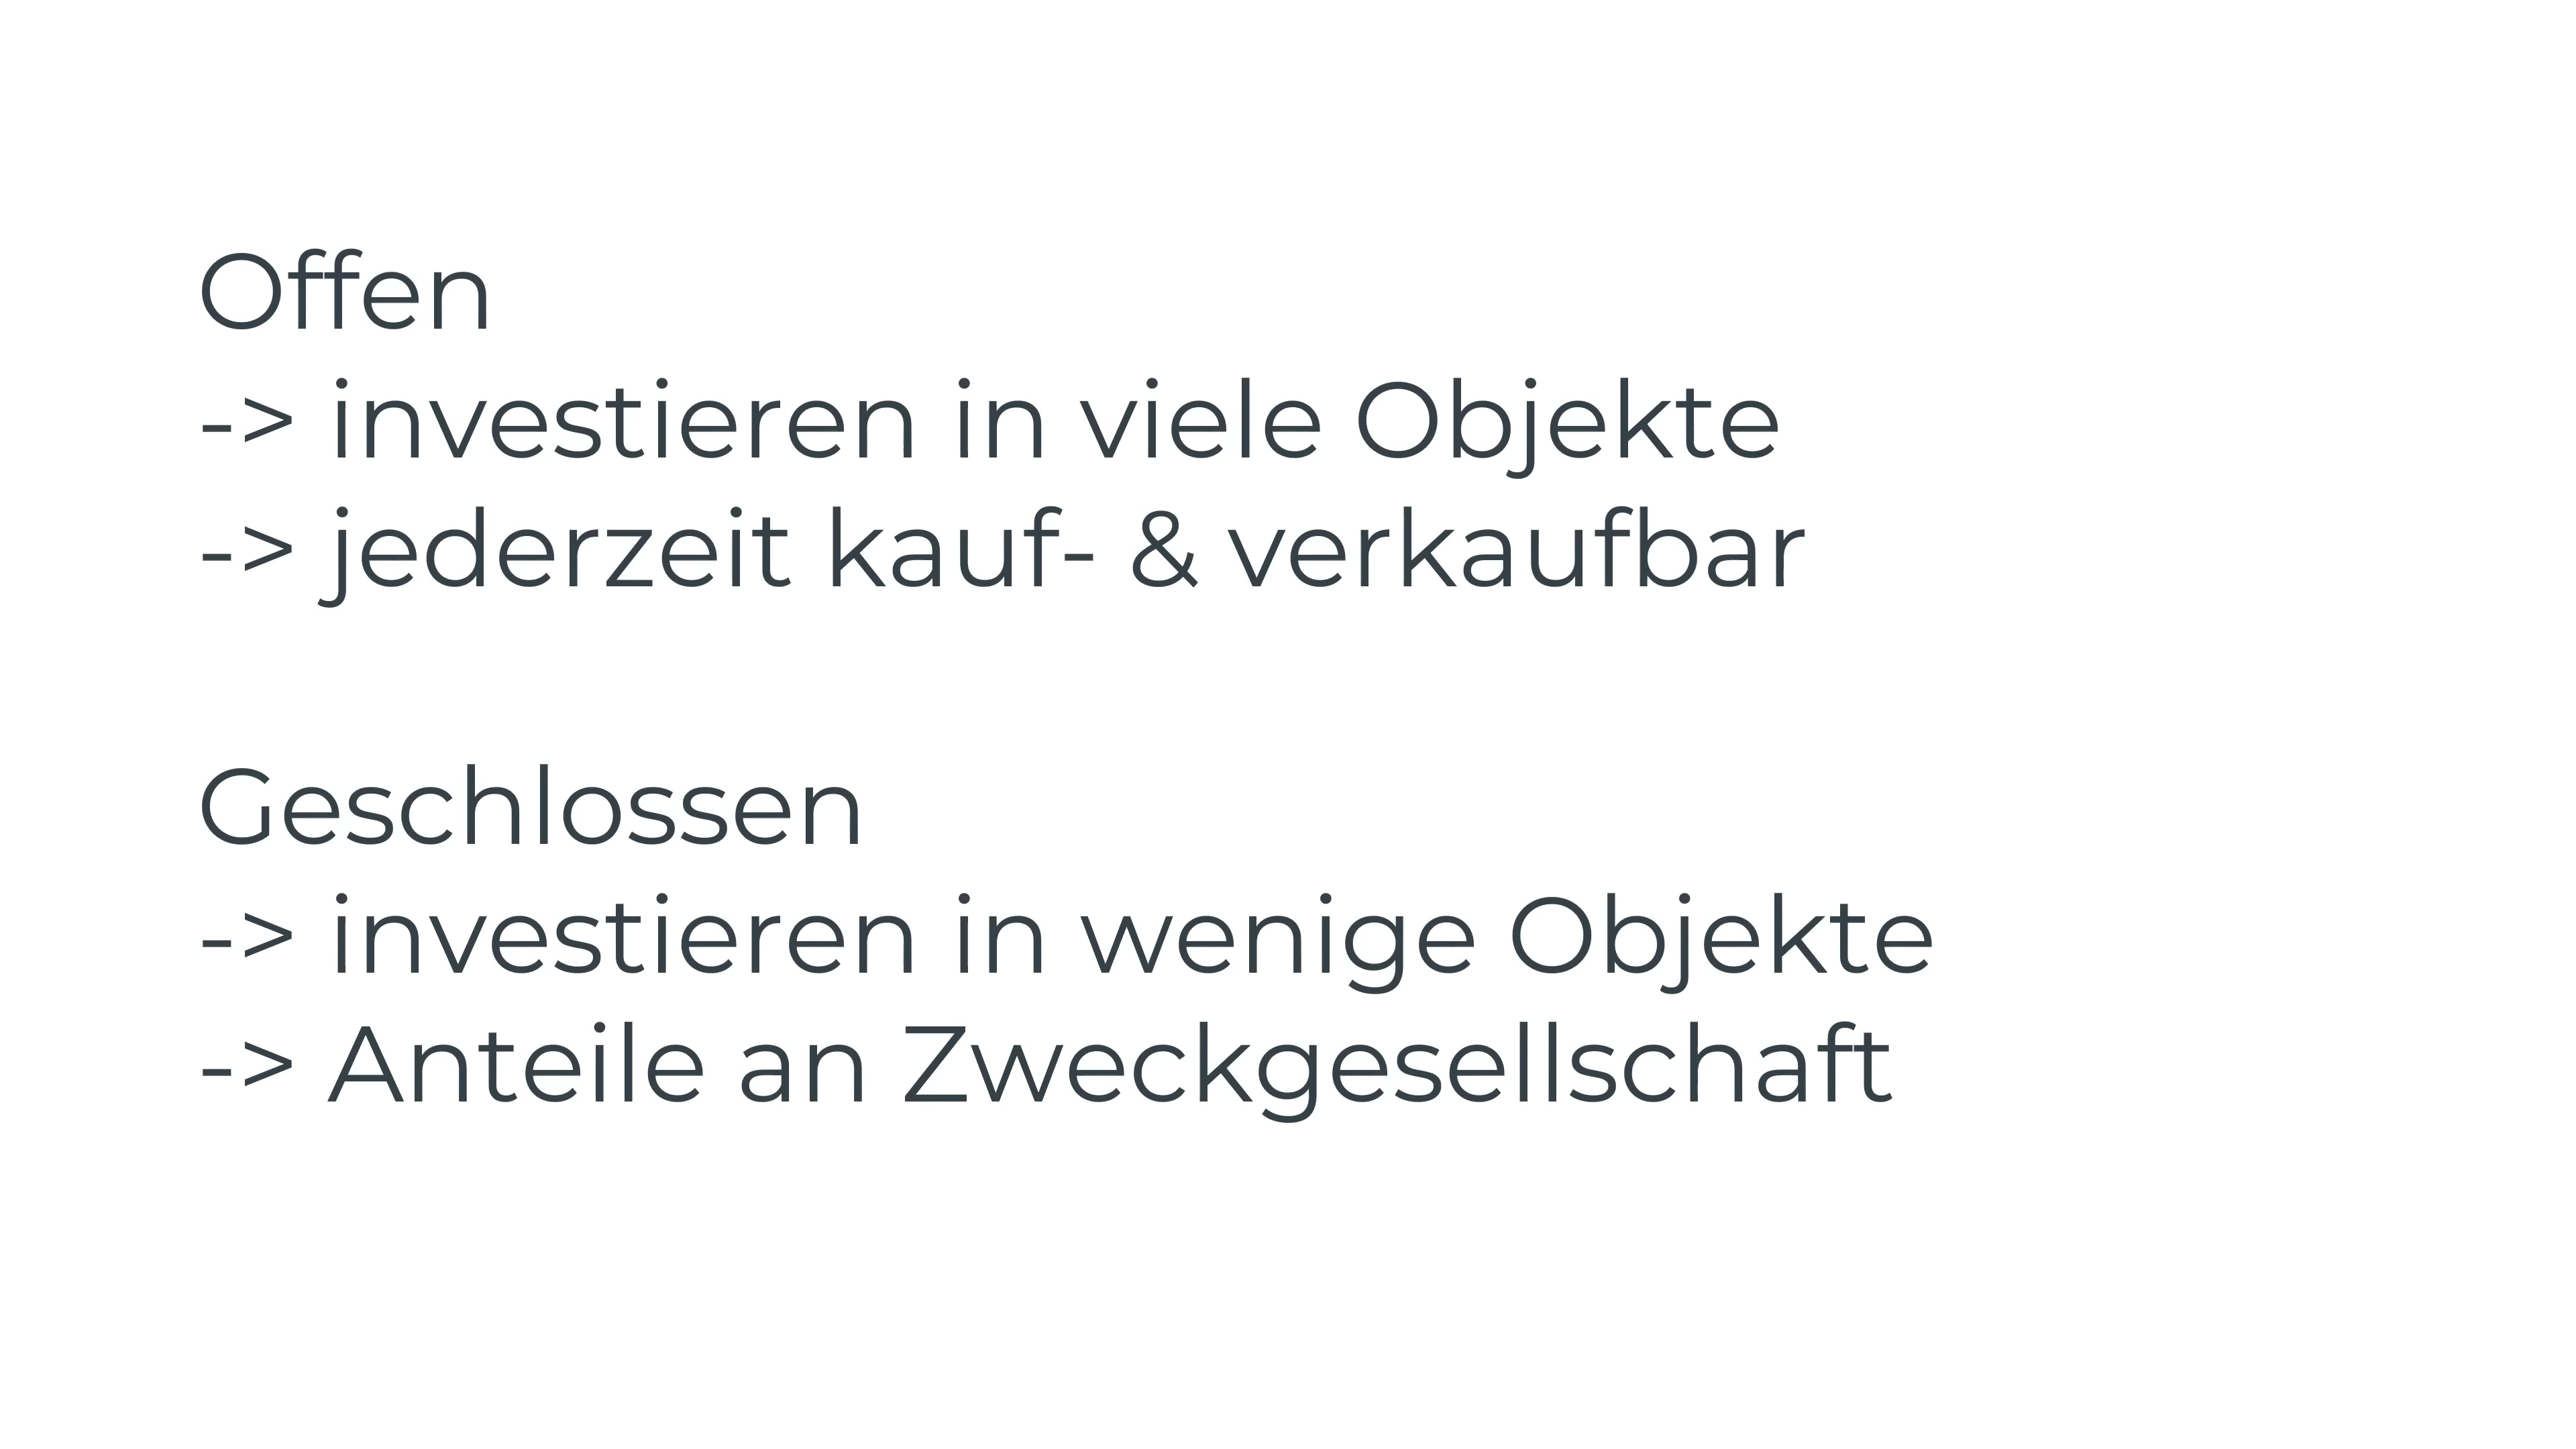 Offen
-> investieren in viele Objekte
-> jederzeit kauf- & verkaufbar
Geschlossen
-> investieren in wenige Objekte
-> Anteile an Zweckgesellschaft